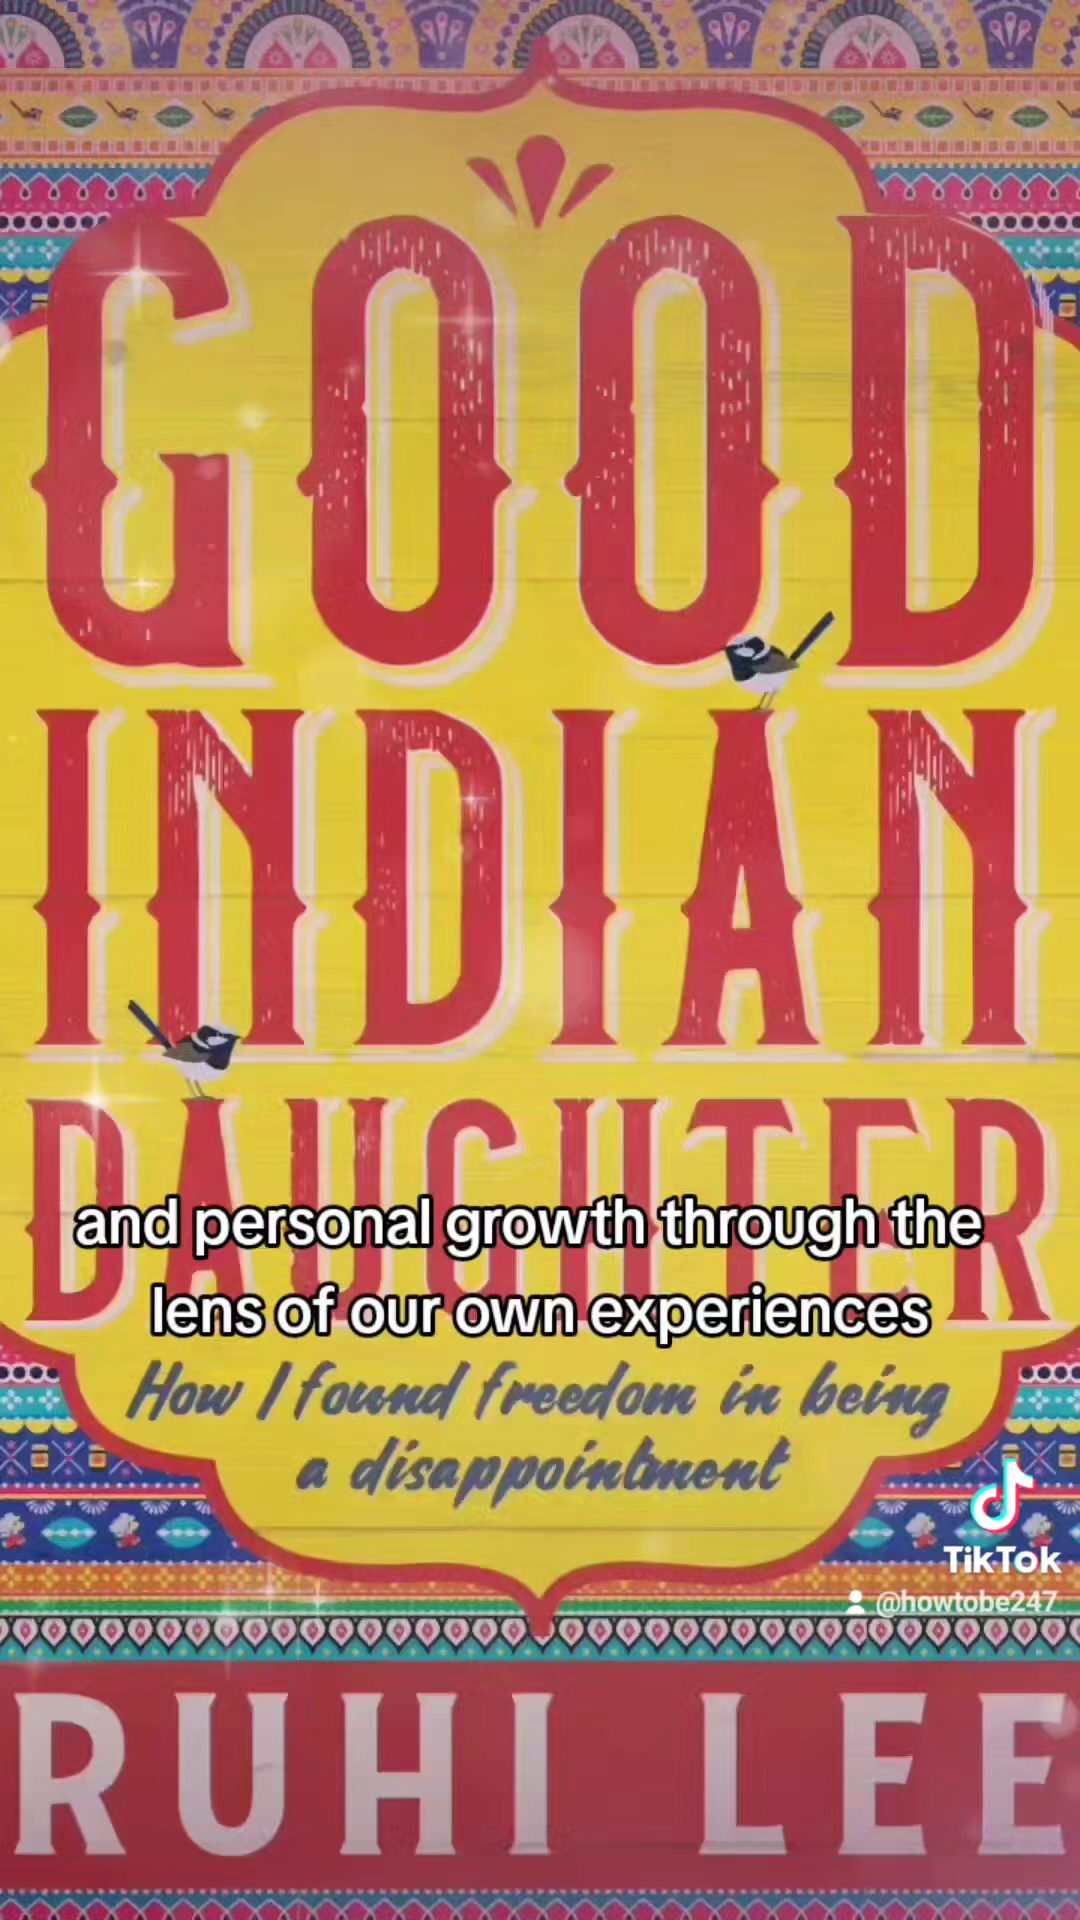 GOOD
INDIAN
DAUGHTER
and personal growth through the
lens of our own experiences
How I found freedom in being
a disappointment
TikTok
@howtobe247
RUHI LEE